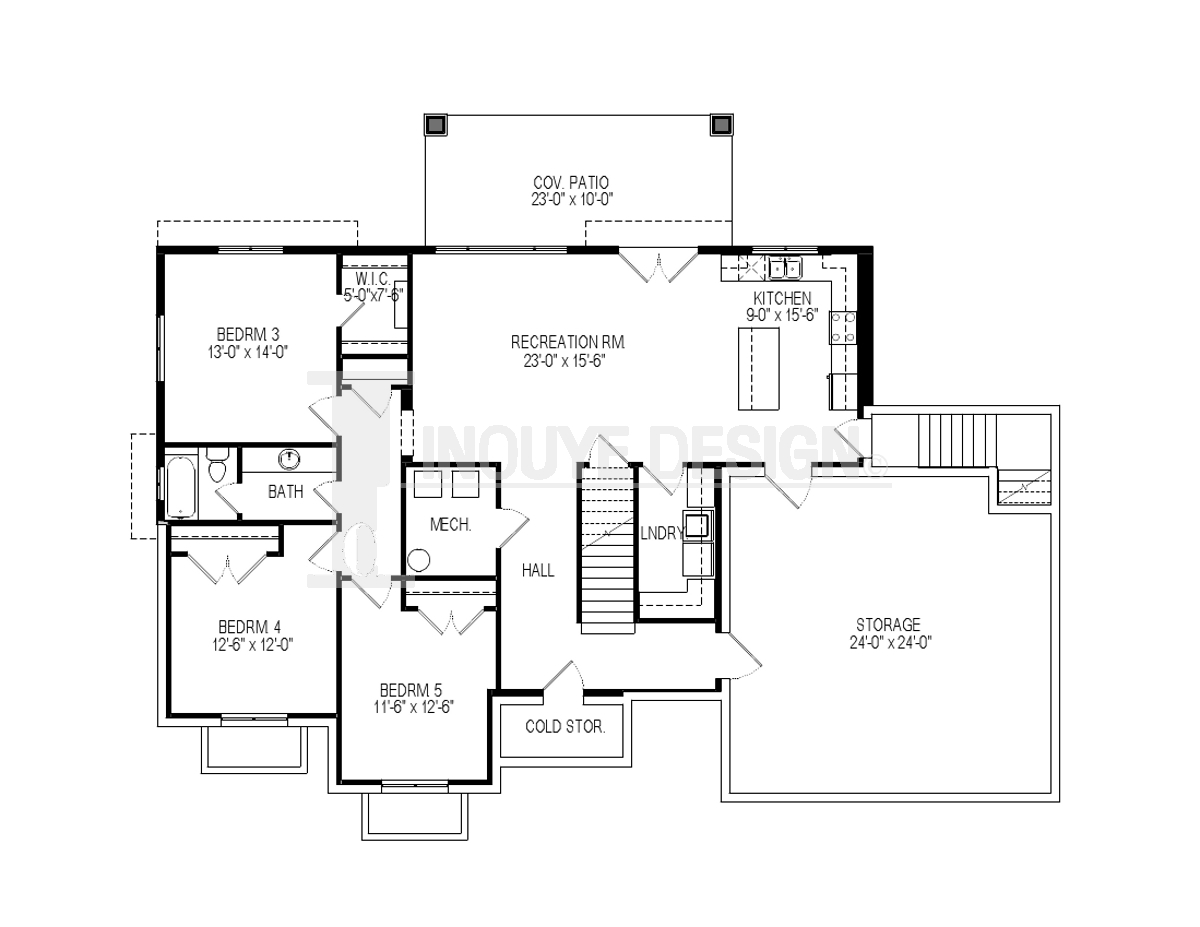 COV. PATIO
23'-0" x 10'-0"
W.I.C.
5'-0"x7'-6"
KITCHEN
9-0" x 15'-6"
BEDRM. 3
13'-0" x 14'-0"
RECREATION RM.
23'-0" x 15'-6"
INOUYE DESIGN ©
BATH
MECH.
LNDRY
HALL
BEDRM. 4
12'-6" x 12'-0"
STORAGE
24'-0" x 24'-0"
BEDRM. 5
11'-6" x 12'-6"
COLD STOR.